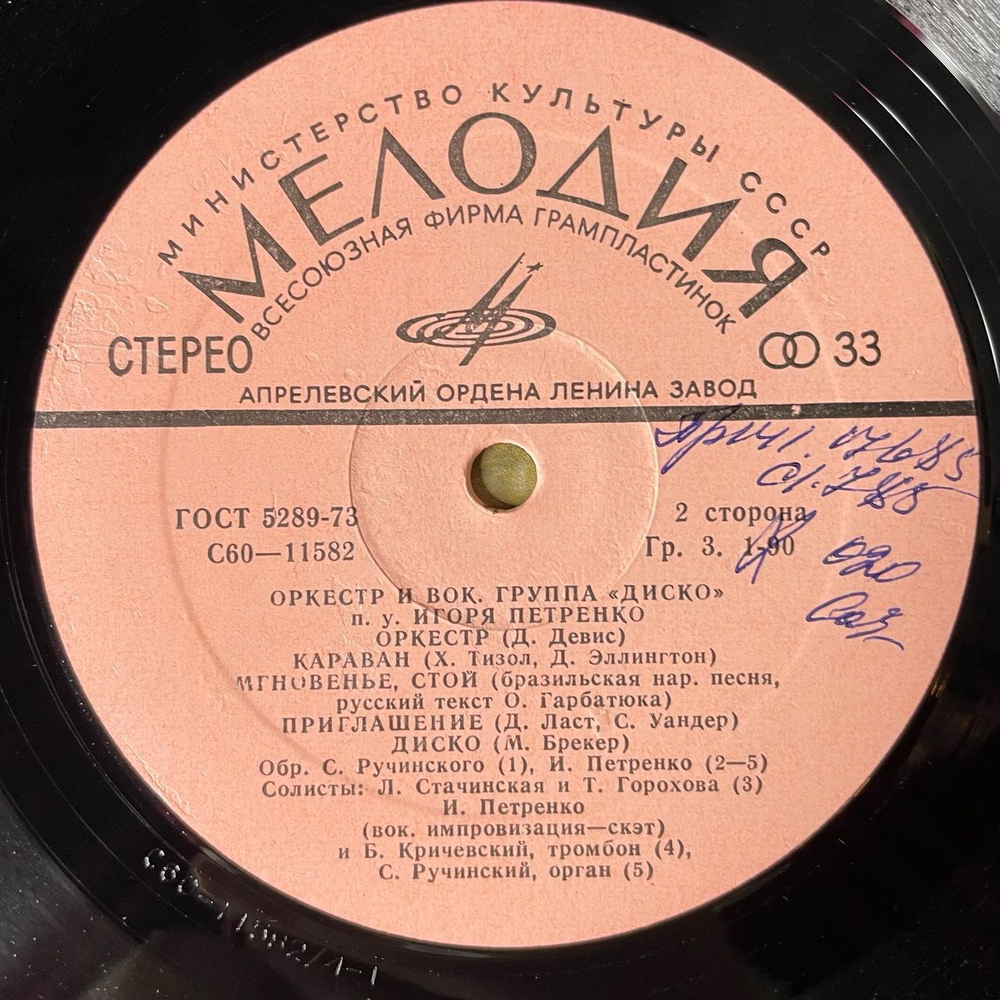 МИНИСТЕРСТВО КУЛЬТУРЫ СССР
МЕЛОДИЯ
ВСЕСОЮЗНАЯ ФИРМА ГРАМПЛАСТИНОК
СТЕРЕО
33
АПРЕЛЕВСКИЙ ОРДЕНА ЛЕНИНА ЗАВОД
ГОСТ 5289-73
2 сторона
С60—11582
Гр. 3. 1-90
ОРКЕСТР И ВОК. ГРУППА «ДИСКО»
п. у. ИГОРЯ ПЕТРЕНКО
ОРКЕСТР (Д. Девис)
КАРАВАН (Х. Тизол, Д. Эллингтон)
МГНОВЕНЬЕ, СТОЙ (бразильская нар. песня,
русский текст О. Гарбатюка)
ПРИГЛАШЕНИЕ (Д. Ласт, С. Уандер)
ДИСКО (М. Брекер)
Обр. С. Ручинского (1), И. Петренко (2—5)
Солисты: Л. Стачинская и Т. Горохова (3)
И. Петренко
(вок. импровизация—скэт)
и Б. Кричевский, тромбон (4),
С. Ручинский, орган (5)